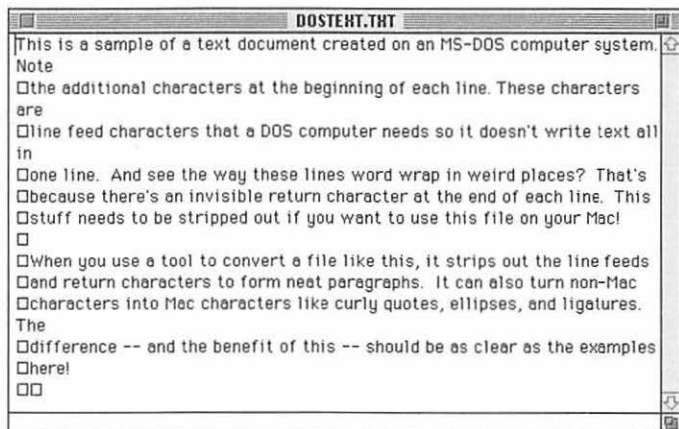 DOSTEXT.TXT
This is a sample of a text document created on an MS-DOS computer system.
Note
□the additional characters at the beginning of each line. These characters
are
□line feed characters that a DOS computer needs so it doesn't write text all
in
□one line.  And see the way these lines word wrap in weird places?  That's
□because there's an invisible return character at the end of each line.  This
□stuff needs to be stripped out if you want to use this file on your Mac!
□
□When you use a tool to convert a file like this, it strips out the line feeds
□and return characters to form neat paragraphs.  It can also turn non-Mac
□characters into Mac characters like curly quotes, ellipses, and ligatures.
The
□difference -- and the benefit of this -- should be as clear as the examples
□here!
□□